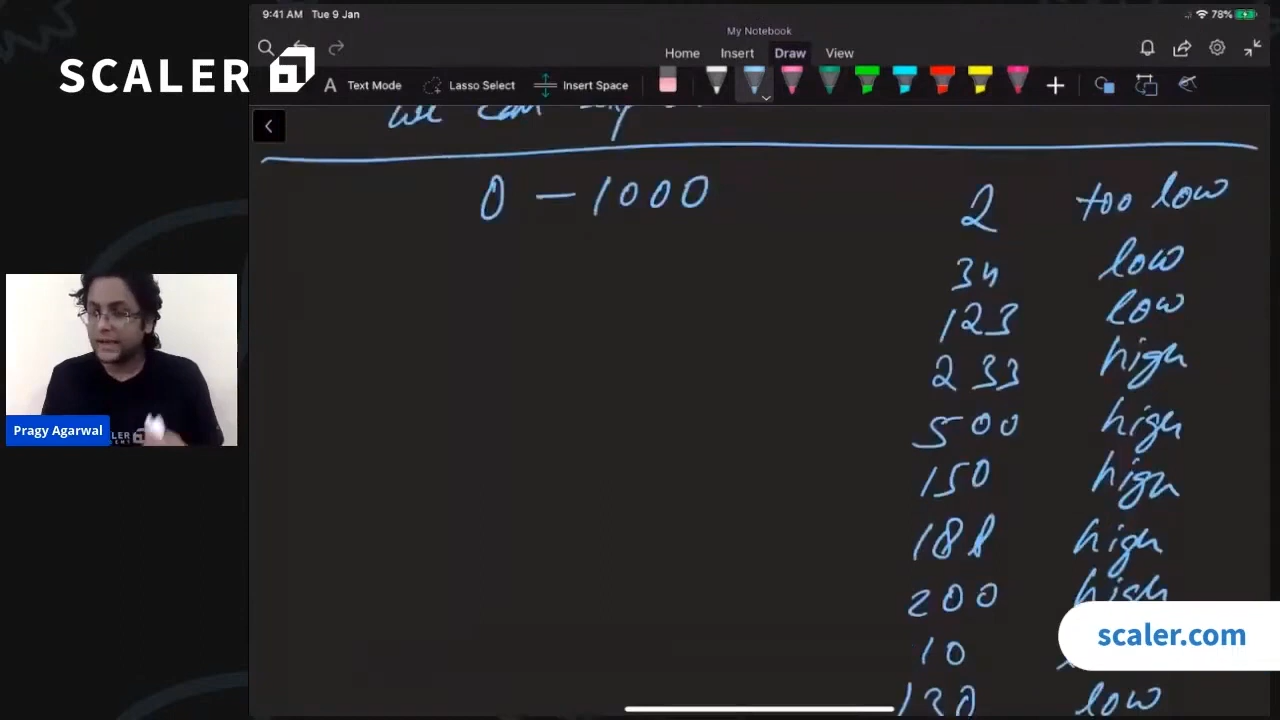 9:41 AM Tue 9 Jan
78%
My Notebook
Home Insert Draw View
SCALER
Text Mode Lasso Select Insert Space
we can
0 - 1000
2 too low
34 low
123 low
233 high
500 high
150 high
188 high
200 high
10
130 low
Pragy Agarwal
scaler.com